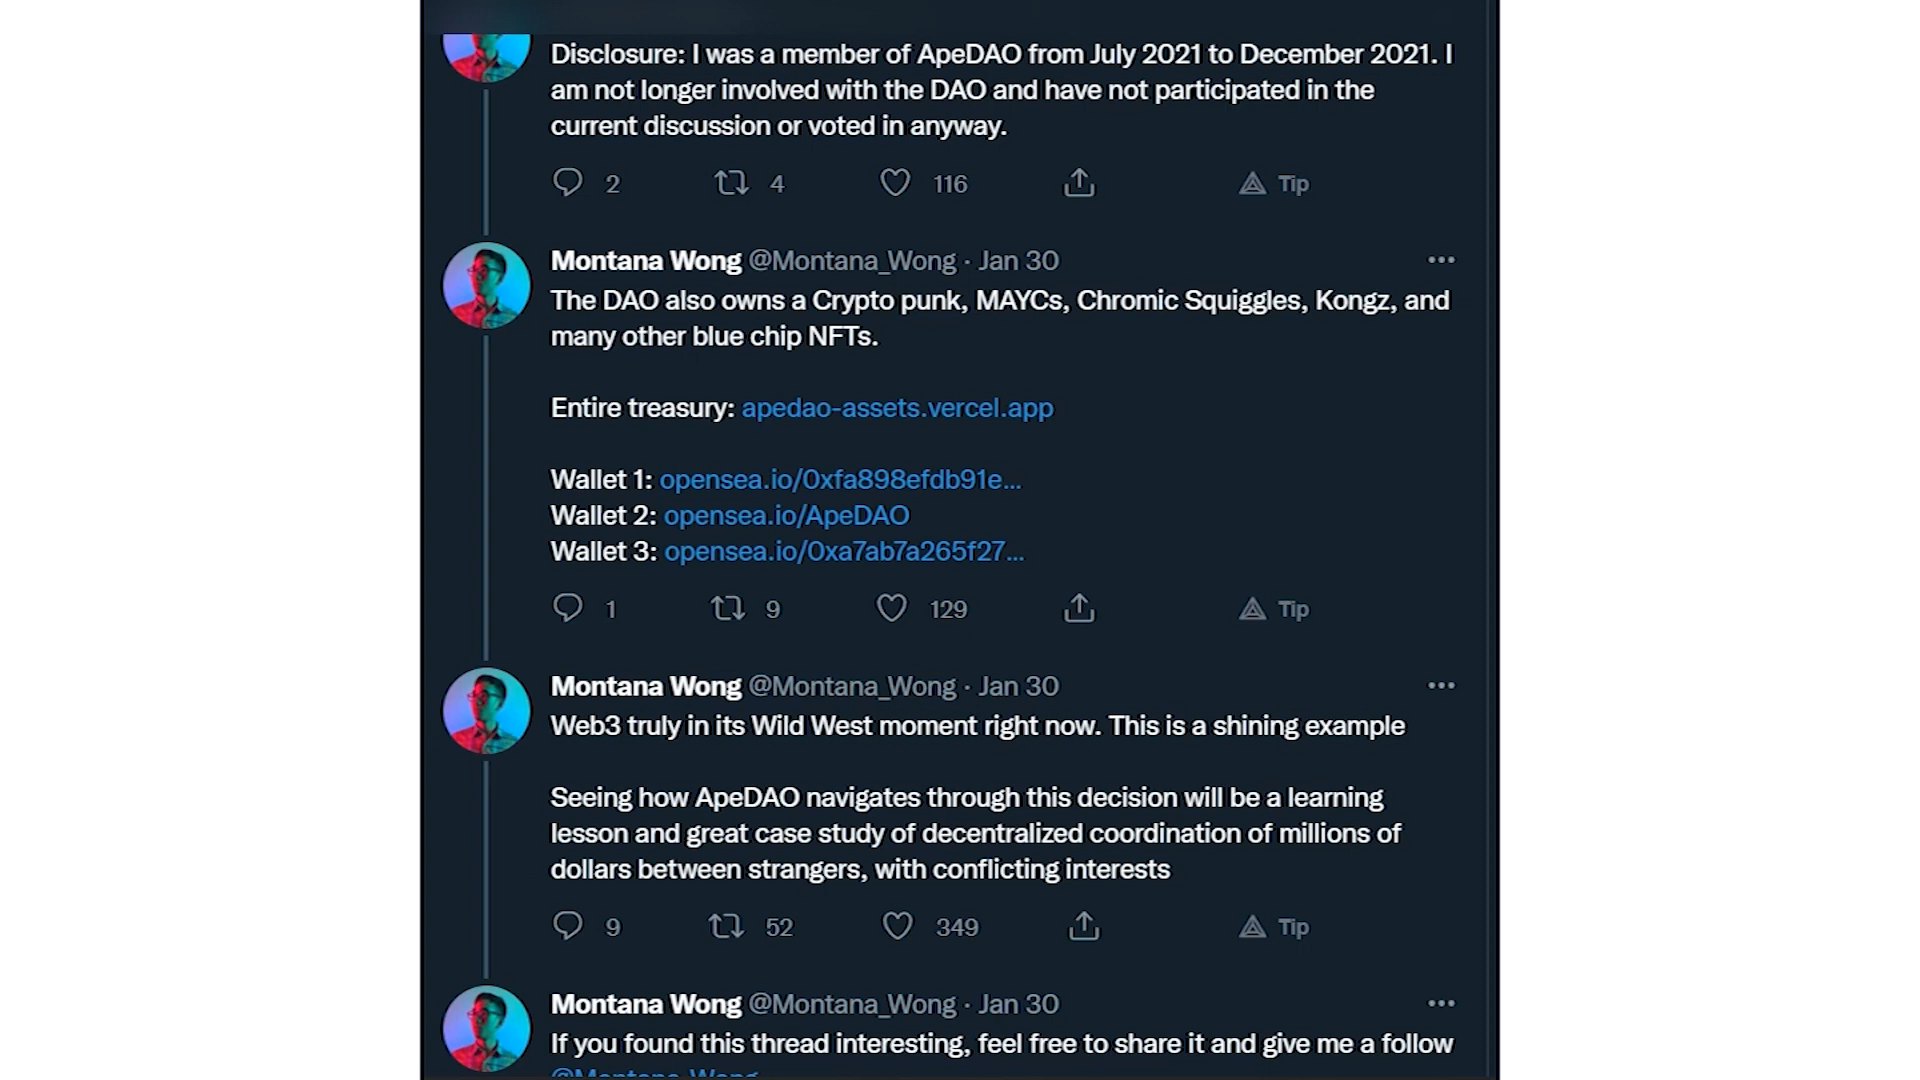 Disclosure: I was a member of ApeDAO from July 2021 to December 2021. I
am not longer involved with the DAO and have not participated in the
current discussion or voted in anyway.
2 4 116 Tip
Montana Wong @Montana_Wong · Jan 30
The DAO also owns a Crypto punk, MAYCs, Chromic Squiggles, Kongz, and
many other blue chip NFTs.
Entire treasury: apedao-assets.vercel.app
Wallet 1: opensea.io/0xfa898efdb91e...
Wallet 2: opensea.io/ApeDAO
Wallet 3: opensea.io/0xa7ab7a265f27...
1 9 129 Tip
Montana Wong @Montana_Wong · Jan 30
Web3 truly in its Wild West moment right now. This is a shining example
Seeing how ApeDAO navigates through this decision will be a learning
lesson and great case study of decentralized coordination of millions of
dollars between strangers, with conflicting interests
9 52 349 Tip
Montana Wong @Montana_Wong · Jan 30
If you found this thread interesting, feel free to share it and give me a follow
@Montana_Wong